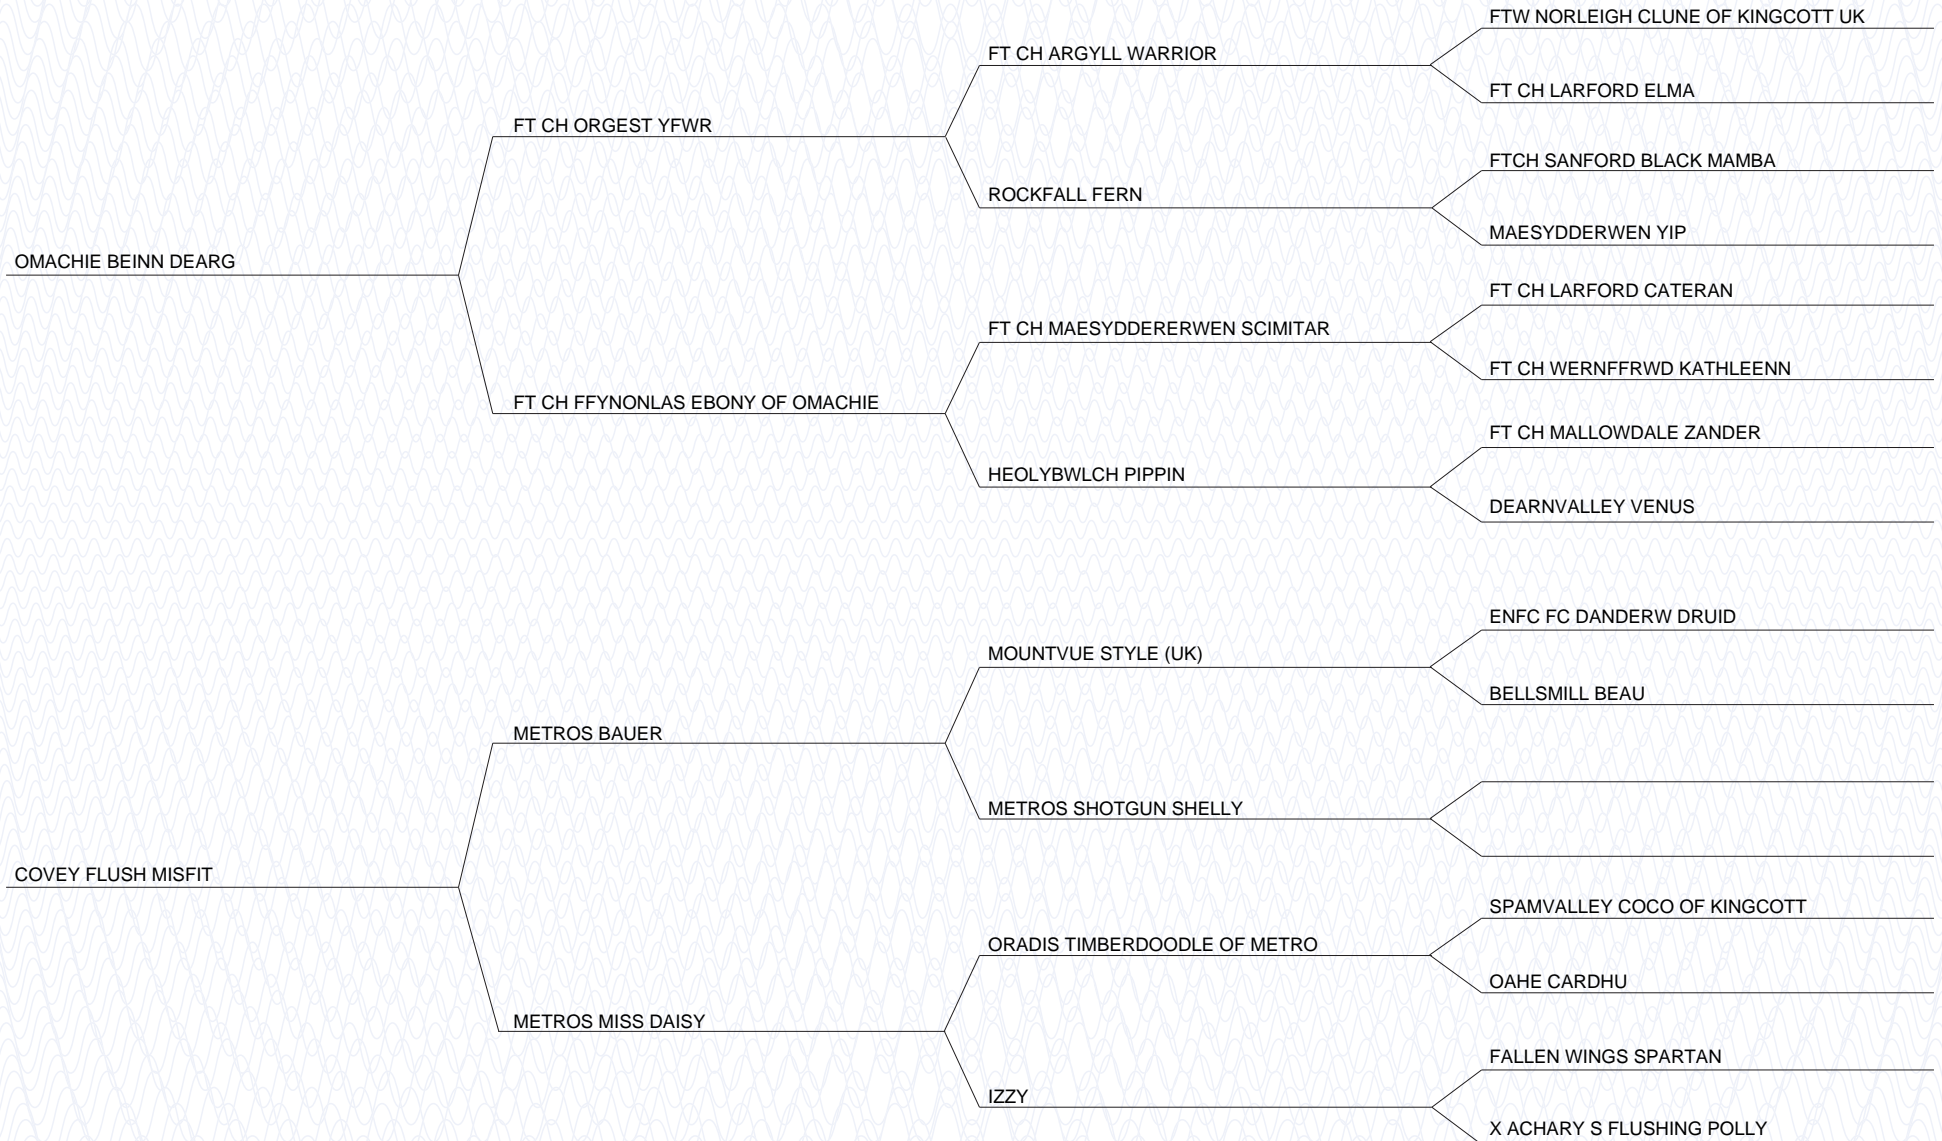 FTW NORLEIGH CLUNE OF KINGCOTT UK
FT CH ARGYLL WARRIOR
FT CH LARFORD ELMA
FT CH ORGEST YFWR
FTCH SANFORD BLACK MAMBA
ROCKFALL FERN
MAESYDDERWEN YIP
OMACHIE BEINN DEARG
FT CH LARFORD CATERAN
FT CH MAESYDDERERWEN SCIMITAR
FT CH WERNFFRWD KATHLEENN
FT CH FFYNONLAS EBONY OF OMACHIE
FT CH MALLOWDALE ZANDER
HEOLYBWLCH PIPPIN
DEARNVALLEY VENUS
ENFC FC DANDERW DRUID
MOUNTVUE STYLE (UK)
BELLSMILL BEAU
METROS BAUER
METROS SHOTGUN SHELLY
COVEY FLUSH MISFIT
SPAMVALLEY COCO OF KINGCOTT
ORADIS TIMBERDOODLE OF METRO
OAHE CARDHU
METROS MISS DAISY
FALLEN WINGS SPARTAN
IZZY
X ACHARY S FLUSHING POLLY